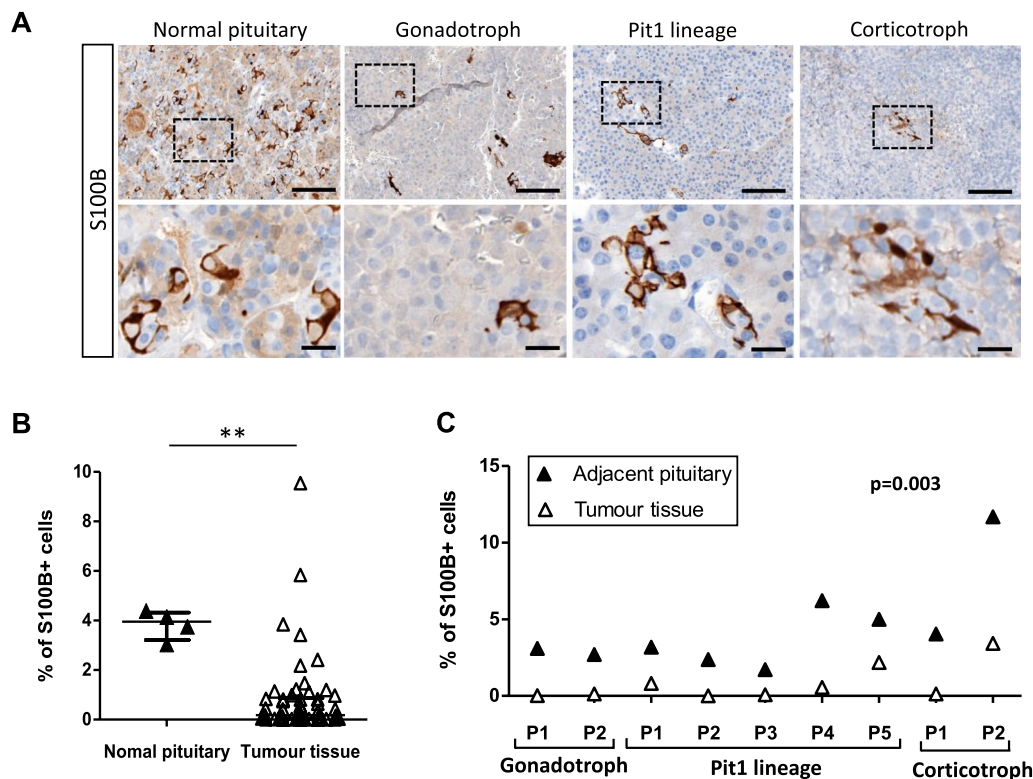 A
Normal pituitary
Gonadotroph
Pit1 lineage
Corticotroph
S100B
B
**
10
8
6
4
2
0
% of S100B+ cells
Nomal pituitary
Tumour tissue
C
15
10
5
0
% of S100B+ cells
Adjacent pituitary
Tumour tissue
p=0.003
P1 P2 P1 P2 P3 P4 P5 P1 P2
Gonadotroph
Pit1 lineage
Corticotroph